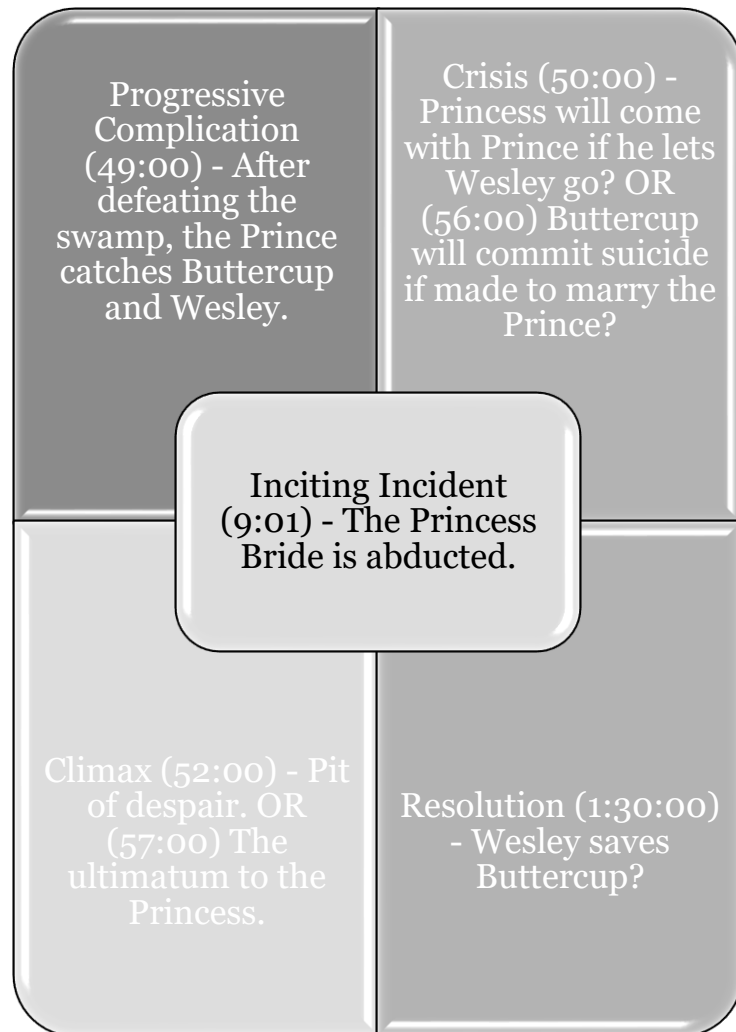 Progressive
Complication
(49:00) - After
defeating the
swamp, the Prince
catches Buttercup
and Wesley.
Crisis (50:00) -
Princess will come
with Prince if he lets
Wesley go? OR
(56:00) Buttercup
will commit suicide
if made to marry the
Prince?
Inciting Incident
(9:01) - The Princess
Bride is abducted.
Climax (52:00) - Pit
of despair. OR
(57:00) The
ultimatum to the
Princess.
Resolution (1:30:00)
- Wesley saves
Buttercup?